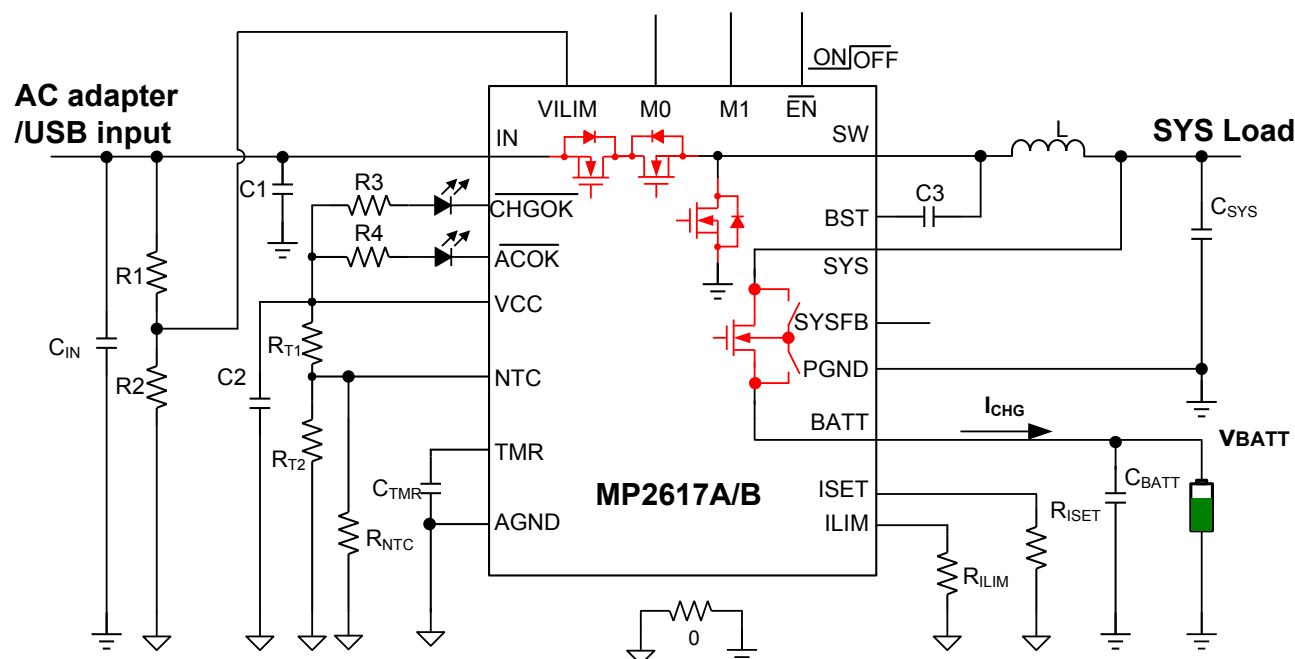 ON OFF
AC adapter
/USB input
VILIM
M0
M1
EN
IN
SW
L
SYS Load
C1
R3
CHGOK
C3
BST
CSYS
R4
ACOK
SYS
R1
VCC
SYSFB
CIN
RT1
R2
C2
NTC
PGND
ICHG
BATT
VBATT
RT2
TMR
CBATT
CTMR
MP2617A/B
ISET
RISET
AGND
ILIM
RNTC
RILIM
0